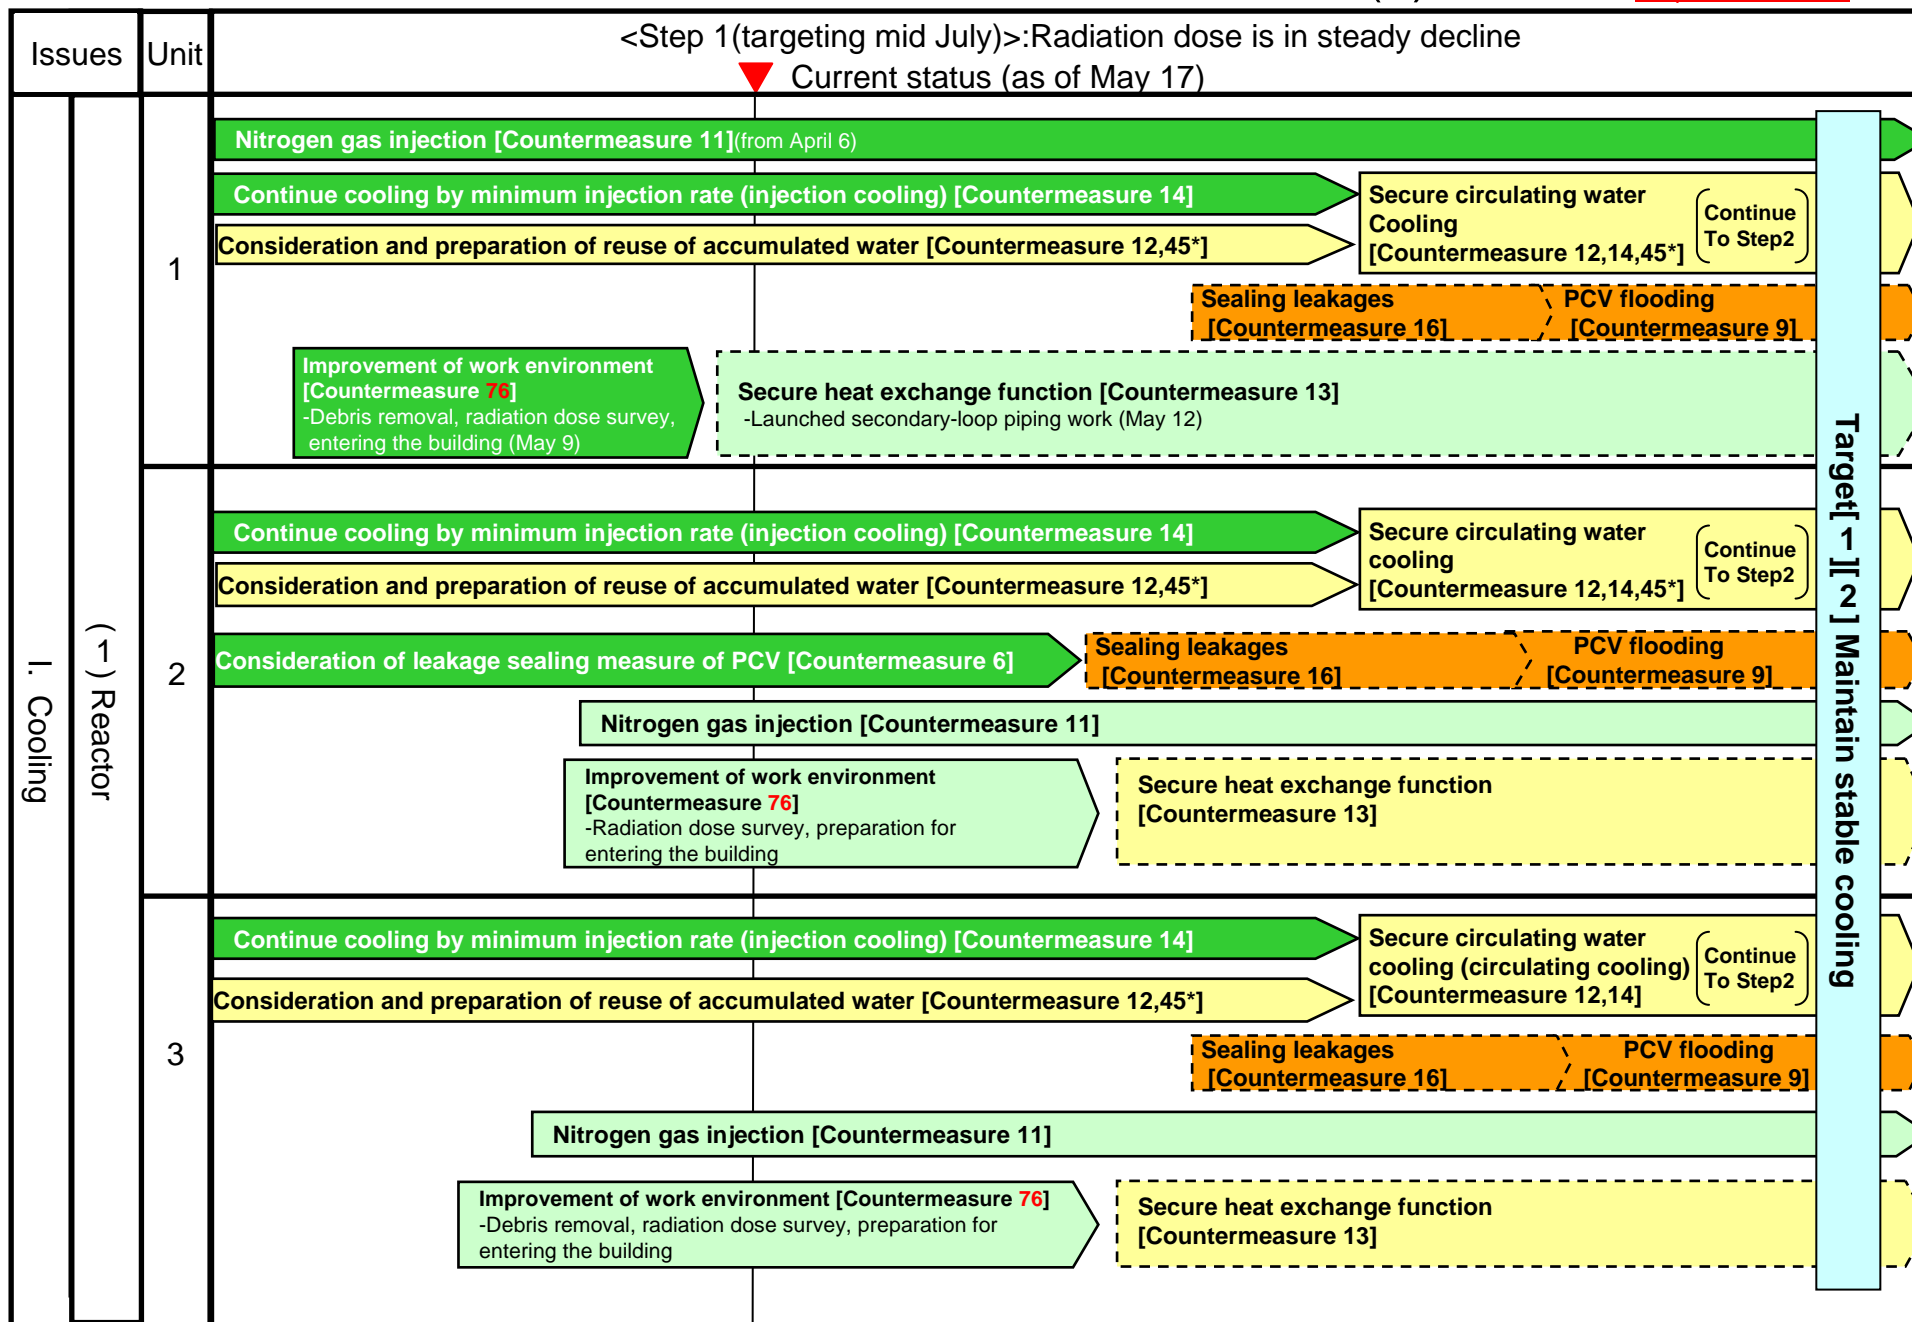 Issues
Unit
<Step 1(targeting mid July)>:Radiation dose is in steady decline
Current status (as of May 17)
I. Cooling
(1) Reactor
1
Nitrogen gas injection [Countermeasure 11](from April 6)
Continue cooling by minimum injection rate (injection cooling) [Countermeasure 14]
Consideration and preparation of reuse of accumulated water [Countermeasure 12,45*]
Secure circulating water
Cooling
[Countermeasure 12,14,45*]
Continue
To Step2
Sealing leakages
[Countermeasure 16]
PCV flooding
[Countermeasure 9]
Improvement of work environment
[Countermeasure 76]
-Debris removal, radiation dose survey,
entering the building (May 9)
Secure heat exchange function [Countermeasure 13]
-Launched secondary-loop piping work (May 12)
2
Continue cooling by minimum injection rate (injection cooling) [Countermeasure 14]
Consideration and preparation of reuse of accumulated water [Countermeasure 12,45*]
Secure circulating water
cooling
[Countermeasure 12,14,45*]
Continue
To Step2
Consideration of leakage sealing measure of PCV [Countermeasure 6]
Sealing leakages
[Countermeasure 16]
PCV flooding
[Countermeasure 9]
Nitrogen gas injection [Countermeasure 11]
Improvement of work environment
[Countermeasure 76]
-Radiation dose survey, preparation for
entering the building
Secure heat exchange function
[Countermeasure 13]
3
Continue cooling by minimum injection rate (injection cooling) [Countermeasure 14]
Consideration and preparation of reuse of accumulated water [Countermeasure 12,45*]
Secure circulating water
cooling (circulating cooling)
[Countermeasure 12,14]
Continue
To Step2
Sealing leakages
[Countermeasure 16]
PCV flooding
[Countermeasure 9]
Nitrogen gas injection [Countermeasure 11]
Improvement of work environment [Countermeasure 76]
-Debris removal, radiation dose survey, preparation for
entering the building
Secure heat exchange function
[Countermeasure 13]
Target[1][2] Maintain stable cooling